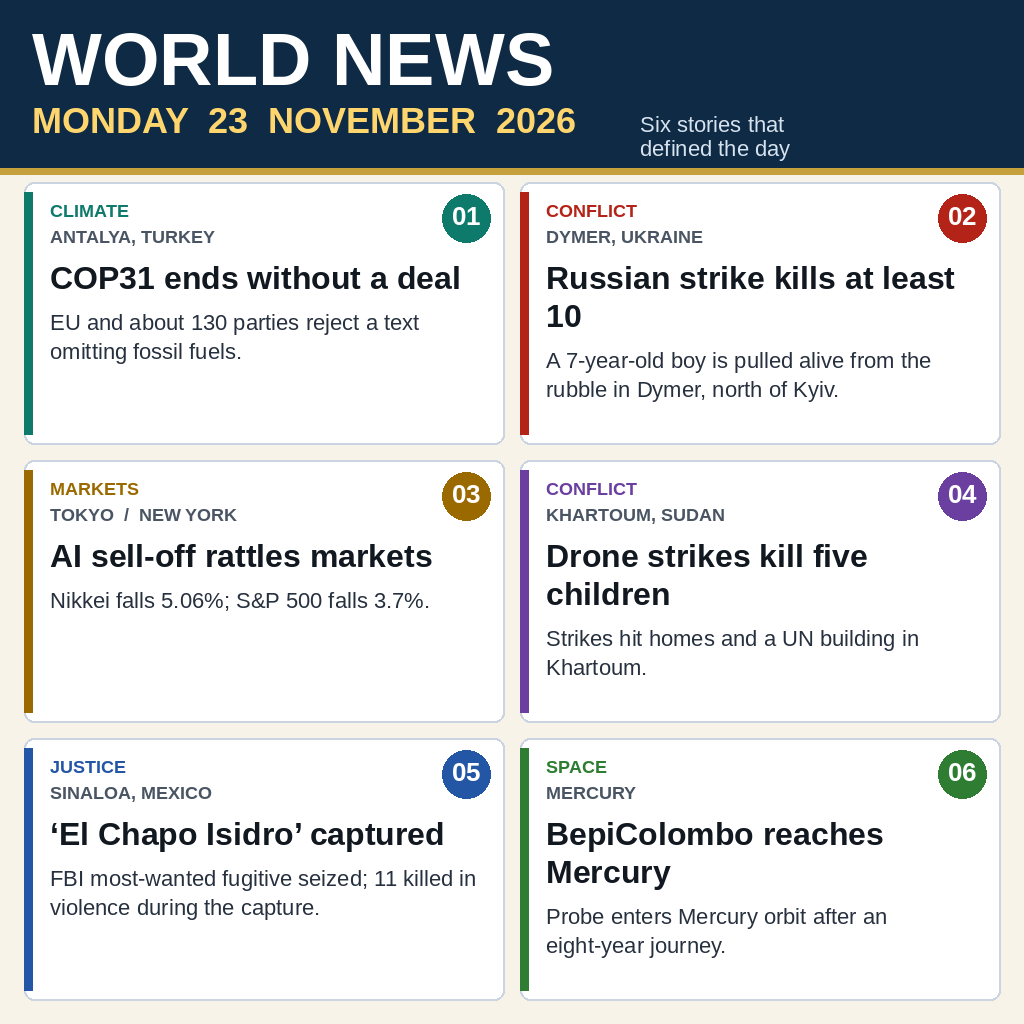 WORLD NEWS
MONDAY 23 NOVEMBER 2026
Six stories that
defined the day
CLIMATE
01
ANTALYA, TURKEY
COP31 ends without a deal
EU and about 130 parties reject a text
omitting fossil fuels.
CONFLICT
02
DYMER, UKRAINE
Russian strike kills at least
10
A 7-year-old boy is pulled alive from the
rubble in Dymer, north of Kyiv.
MARKETS
03
TOKYO / NEW YORK
AI sell-off rattles markets
Nikkei falls 5.06%; S&P 500 falls 3.7%.
CONFLICT
04
KHARTOUM, SUDAN
Drone strikes kill five
children
Strikes hit homes and a UN building in
Khartoum.
JUSTICE
05
SINALOA, MEXICO
‘El Chapo Isidro’ captured
FBI most-wanted fugitive seized; 11 killed in
violence during the capture.
SPACE
06
MERCURY
BepiColombo reaches
Mercury
Probe enters Mercury orbit after an
eight-year journey.